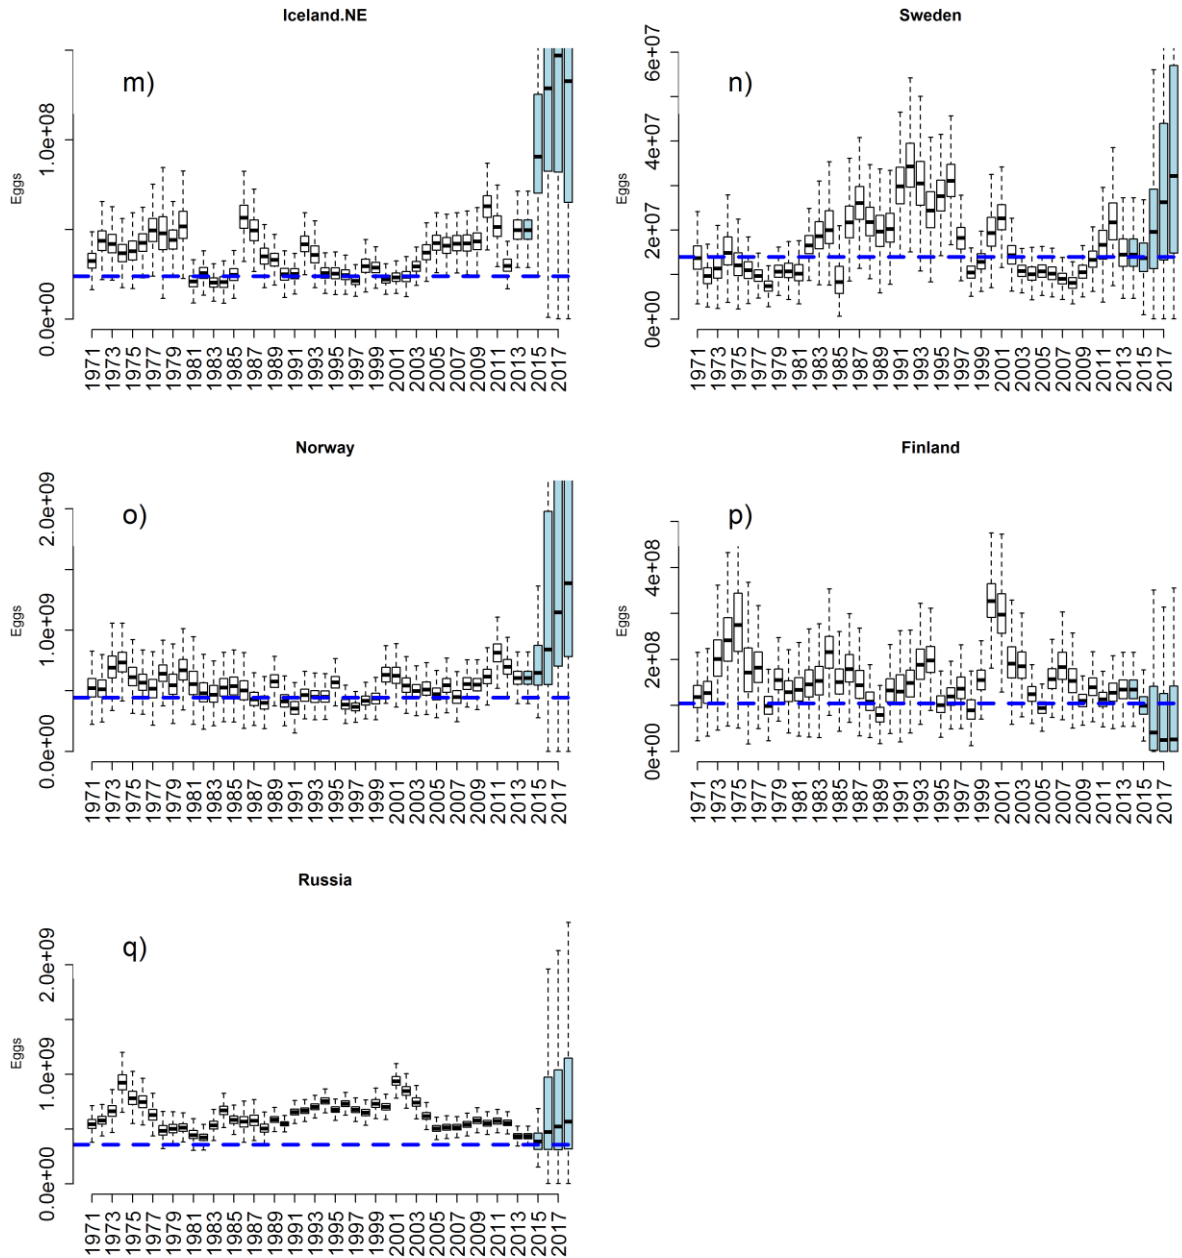 Iceland.NE
m)
Eggs
0.0e+00 1.0e+08
1971 1973 1975 1977 1979 1981 1983 1985 1987 1989 1991 1993 1995 1997 1999 2001 2003 2005 2007 2009 2011 2013 2015 2017
Sweden
n)
Eggs
0e+00 2e+07 4e+07 6e+07
1971 1973 1975 1977 1979 1981 1983 1985 1987 1989 1991 1993 1995 1997 1999 2001 2003 2005 2007 2009 2011 2013 2015 2017
Norway
o)
Eggs
0.0e+00 1.0e+09 2.0e+09
1971 1973 1975 1977 1979 1981 1983 1985 1987 1989 1991 1993 1995 1997 1999 2001 2003 2005 2007 2009 2011 2013 2015 2017
Finland
p)
Eggs
0e+00 2e+08 4e+08
1971 1973 1975 1977 1979 1981 1983 1985 1987 1989 1991 1993 1995 1997 1999 2001 2003 2005 2007 2009 2011 2013 2015 2017
Russia
q)
Eggs
0.0e+00 1.0e+09 2.0e+09
1971 1973 1975 1977 1979 1981 1983 1985 1987 1989 1991 1993 1995 1997 1999 2001 2003 2005 2007 2009 2011 2013 2015 2017